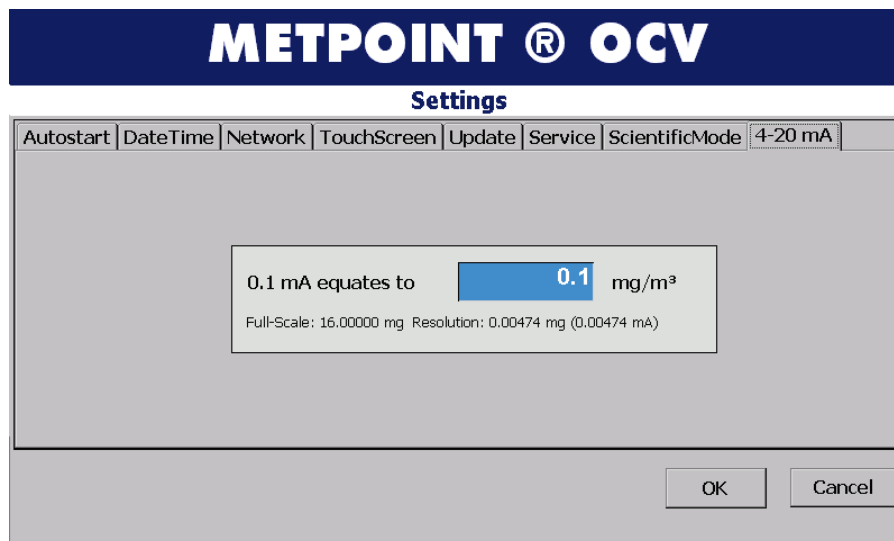 METPOINT ® OCV
Settings
Autostart DateTime Network TouchScreen Update Service ScientificMode 4-20 mA
0.1 mA equates to 0.1 mg/m³
Full-Scale: 16.00000 mg Resolution: 0.00474 mg (0.00474 mA)
OK Cancel